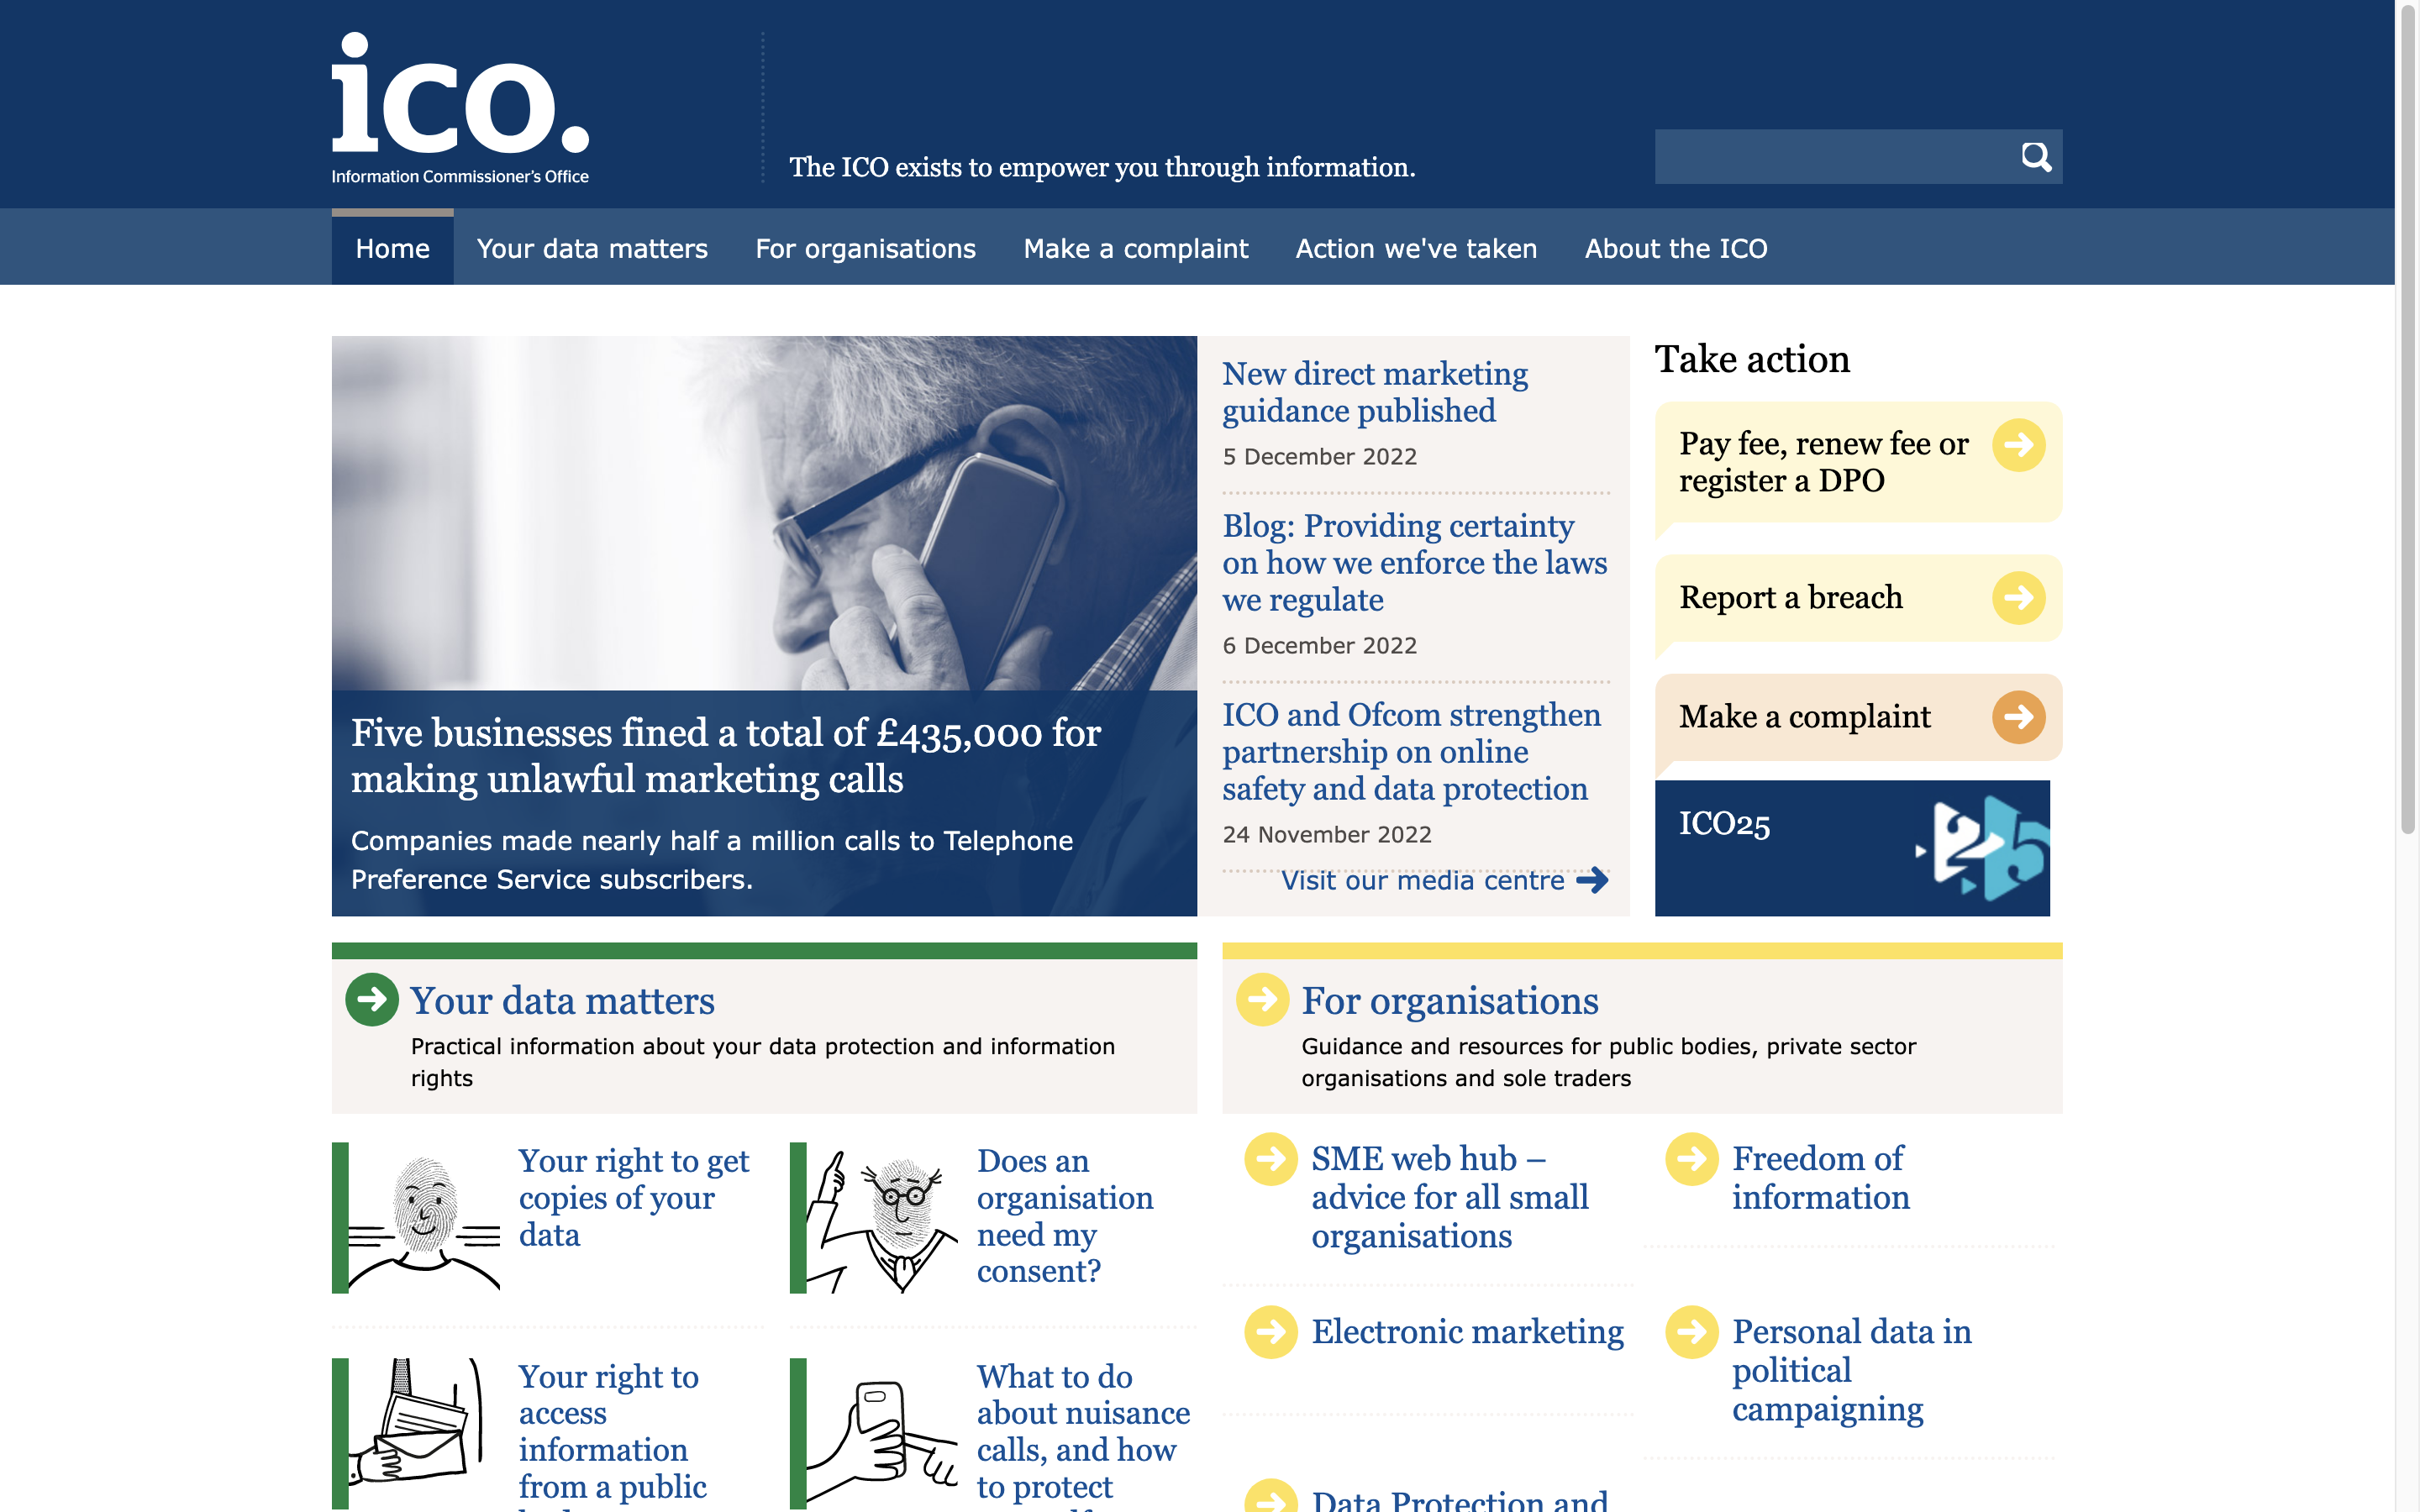 ico.
Information Commissioner's Office
The ICO exists to empower you through information.
Home
Your data matters
For organisations
Make a complaint
Action we've taken
About the ICO
Five businesses fined a total of £435,000 for
making unlawful marketing calls
Companies made nearly half a million calls to Telephone
Preference Service subscribers.
New direct marketing
guidance published
5 December 2022
Blog: Providing certainty
on how we enforce the laws
we regulate
6 December 2022
ICO and Ofcom strengthen
partnership on online
safety and data protection
24 November 2022
Visit our media centre
Take action
Pay fee, renew fee or
register a DPO
Report a breach
Make a complaint
ICO25
25
Your data matters
Practical information about your data protection and information
rights
Your right to get
copies of your
data
Does an
organisation
need my
consent?
Your right to
access
information
from a public
What to do
about nuisance
calls, and how
to protect
For organisations
Guidance and resources for public bodies, private sector
organisations and sole traders
SME web hub –
advice for all small
organisations
Freedom of
information
Electronic marketing
Personal data in
political
campaigning
Data Protection and